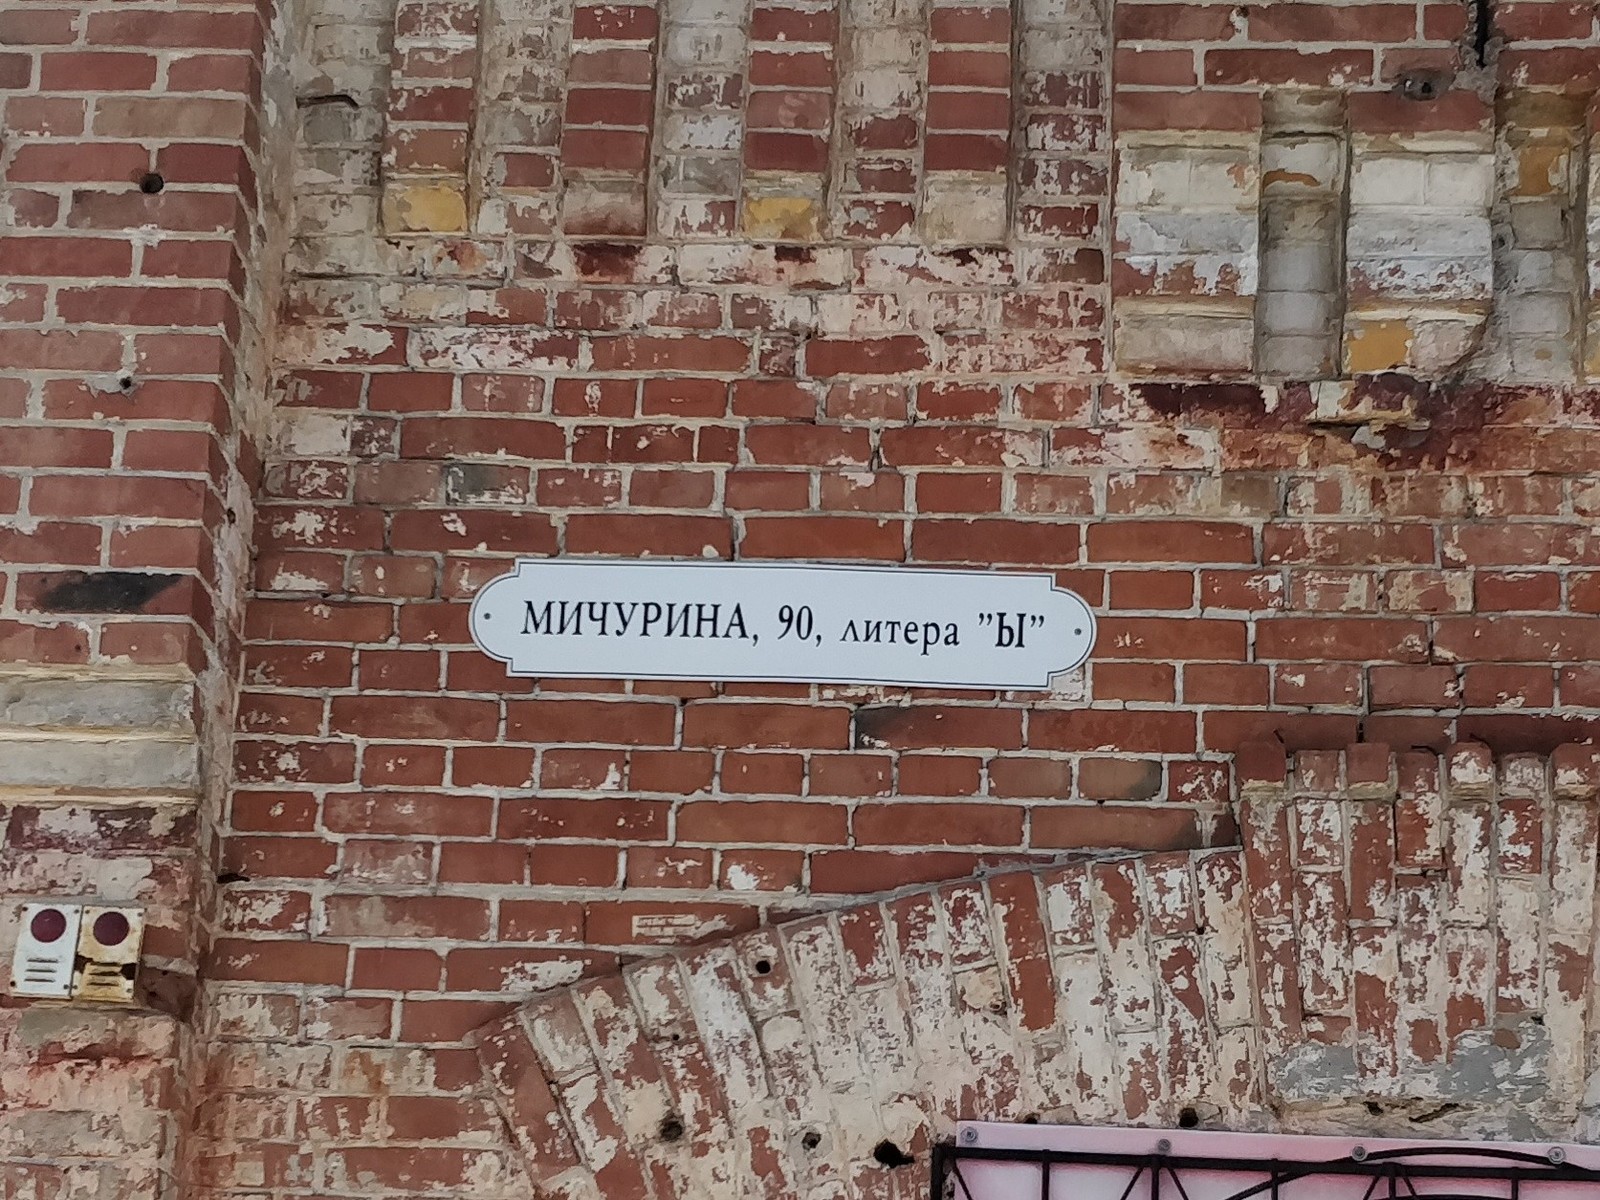 МИЧУРИНА, 90, литера "Ы"